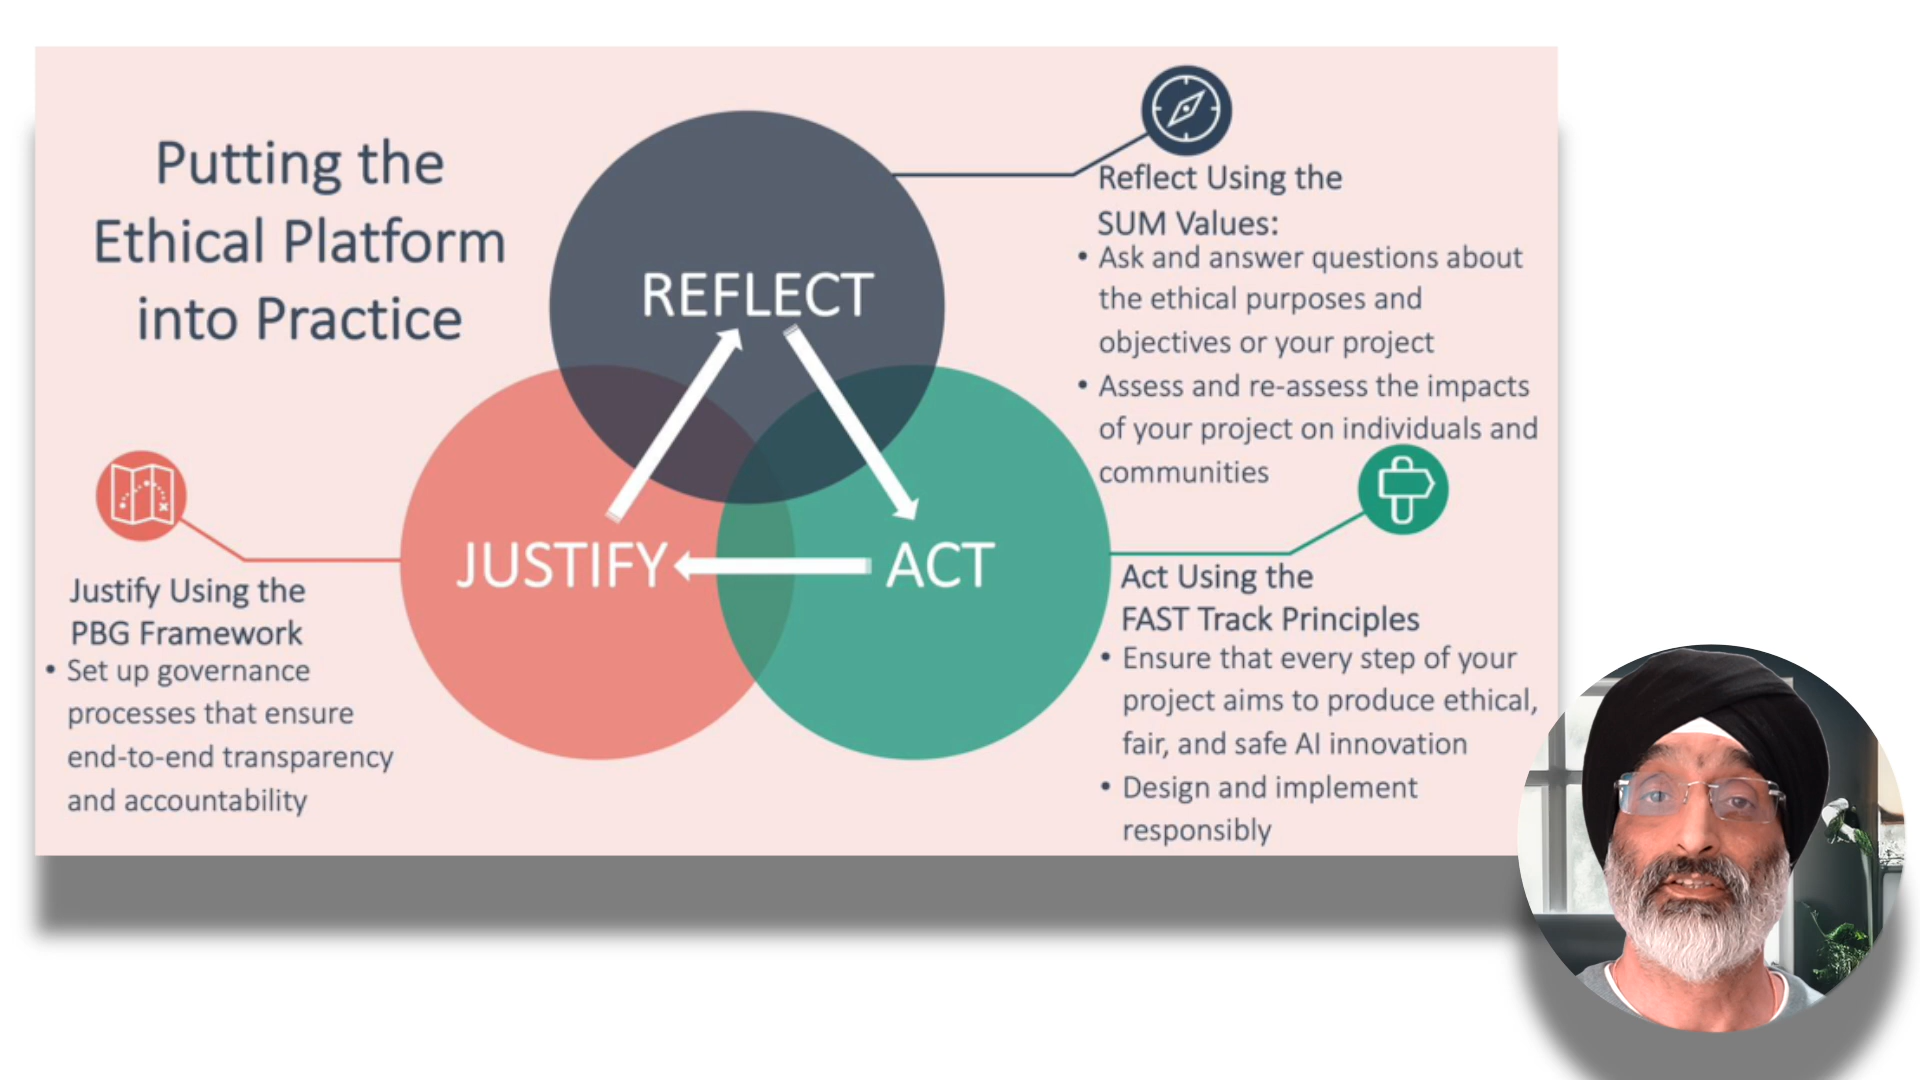 Putting the
Ethical Platform
into Practice
REFLECT
JUSTIFY
ACT
Reflect Using the
SUM Values:
• Ask and answer questions about
the ethical purposes and
objectives or your project
• Assess and re-assess the impacts
of your project on individuals and
communities
Act Using the
FAST Track Principles
• Ensure that every step of your
project aims to produce ethical,
fair, and safe AI innovation
• Design and implement
responsibly
Justify Using the
PBG Framework
• Set up governance
processes that ensure
end-to-end transparency
and accountability